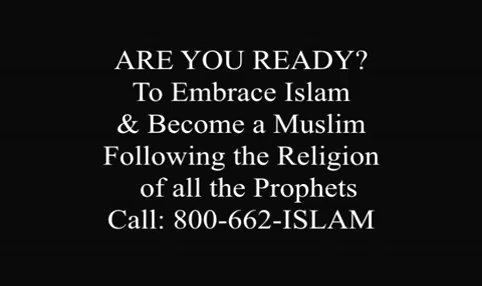 ARE YOU READY?
To Embrace Islam
& Become a Muslim
Following the Religion
of all the Prophets
Call: 800-662-ISLAM